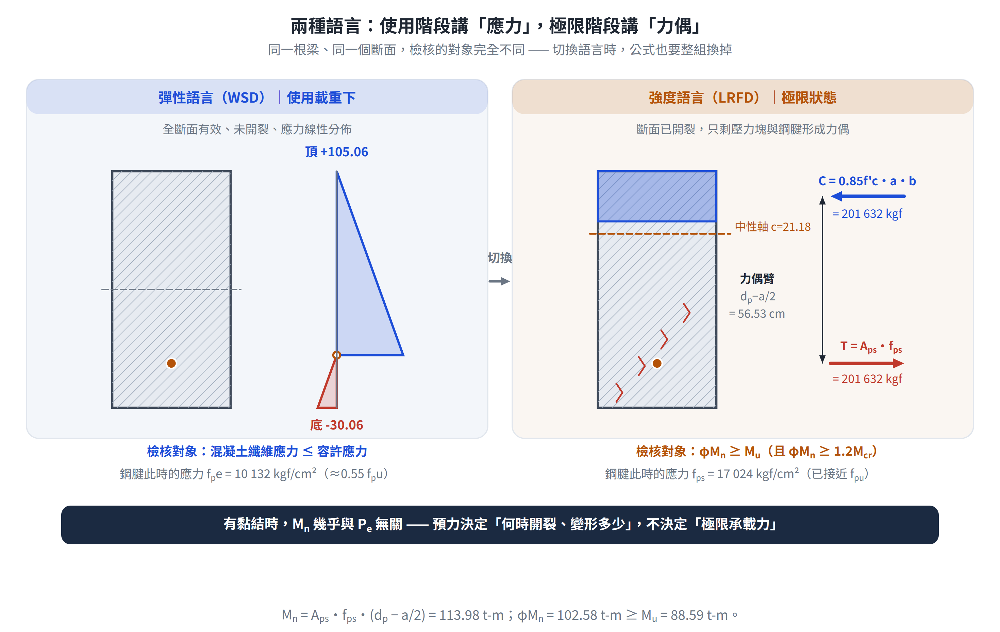 兩種語言：使用階段講「應力」，極限階段講「力偶」
同一根梁、同一個斷面，檢核的對象完全不同 —— 切換語言時，公式也要整組換掉
彈性語言（WSD）｜使用載重下
全斷面有效、未開裂、應力線性分佈
頂 +105.06
底 -30.06
檢核對象：混凝土纖維應力 ≤ 容許應力
鋼腱此時的應力 fₚe = 10 132 kgf/cm²（≈0.55 fₚu）
切換
強度語言（LRFD）｜極限狀態
斷面已開裂，只剩壓力塊與鋼腱形成力偶
C = 0.85f'c・a・b
= 201 632 kgf
中性軸 c=21.18
力偶臂
dp−a/2
= 56.53 cm
T = Aps・fps
= 201 632 kgf
檢核對象：ϕMn ≥ Mu（且 ϕMn ≥ 1.2Mcr）
鋼腱此時的應力 fps = 17 024 kgf/cm²（已接近 fpu）
有黏結時，Mn 幾乎與 Pe 無關 —— 預力決定「何時開裂、變形多少」，不決定「極限承載力」
Mn = Aps・fps・(dp − a/2) = 113.98 t-m；ϕMn = 102.58 t-m ≥ Mu = 88.59 t-m。